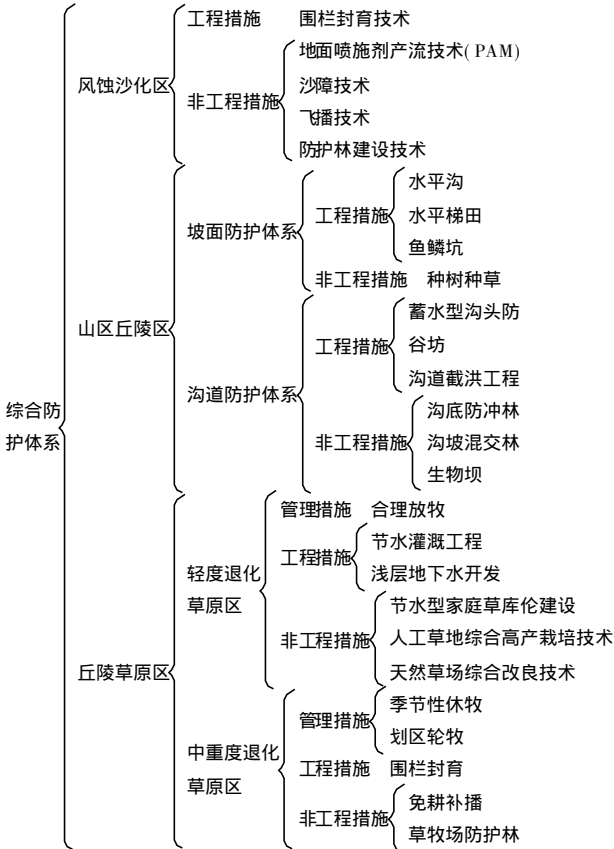 综合防
护体系
风蚀沙化区
工程措施 围栏封育技术
非工程措施
地面喷施剂产流技术( PAM)
沙障技术
飞播技术
防护林建设技术
山区丘陵区
坡面防护体系
工程措施
水平沟
水平梯田
鱼鳞坑
非工程措施 种树种草
沟道防护体系
工程措施
蓄水型沟头防
谷坊
沟道截洪工程
非工程措施
沟底防冲林
沟坡混交林
生物坝
丘陵草原区
轻度退化
草原区
管理措施 合理放牧
工程措施
节水灌溉工程
浅层地下水开发
非工程措施
节水型家庭草库伦建设
人工草地综合高产栽培技术
天然草场综合改良技术
中重度退化
草原区
管理措施
季节性休牧
划区轮牧
工程措施 围栏封育
非工程措施
免耕补播
草牧场防护林